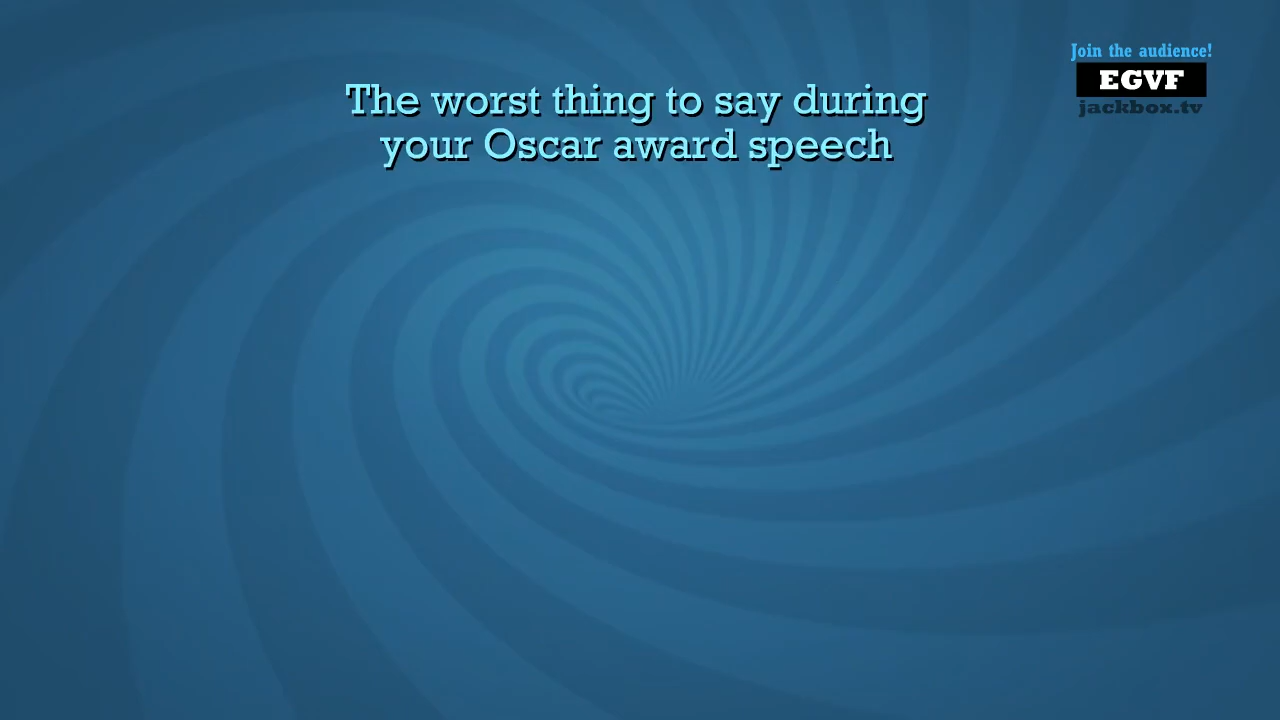 Join the audience!
EGVF
jackbox.tv
The worst thing to say during
your Oscar award speech